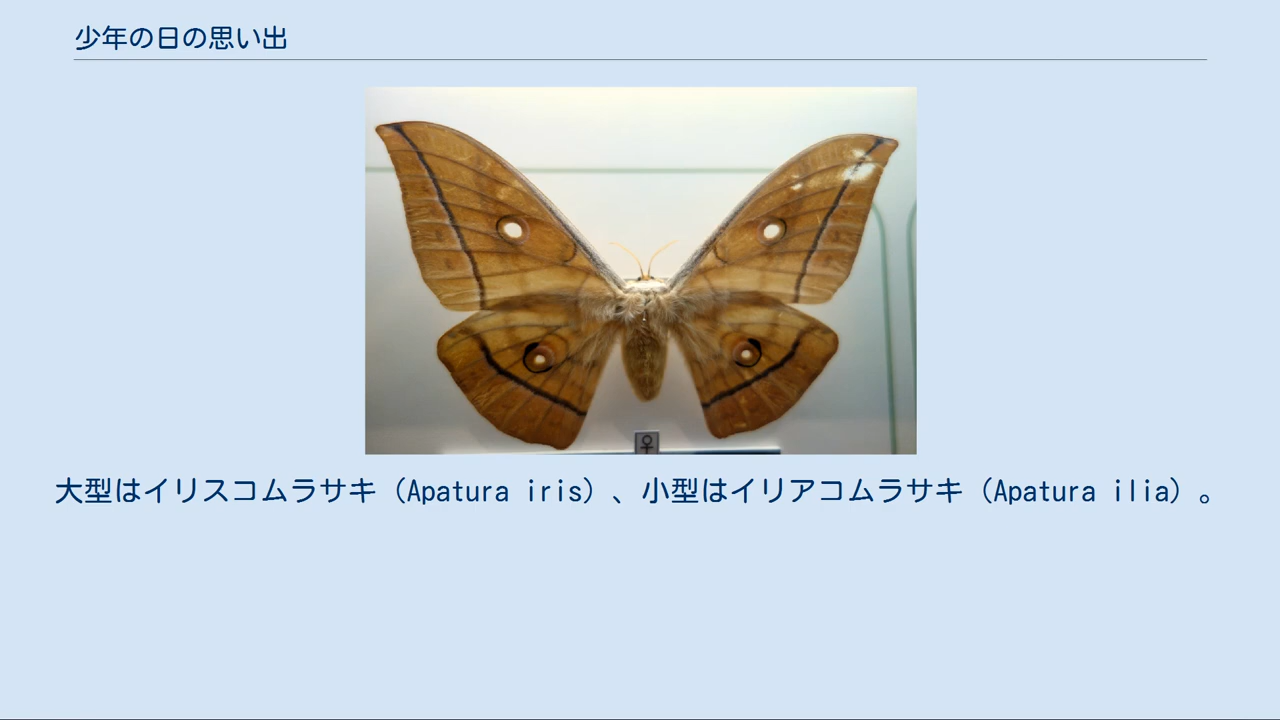 少年の日の思い出
♀
大型はイリスコムラサキ（Apatura iris）、小型はイリアコムラサキ（Apatura ilia）。